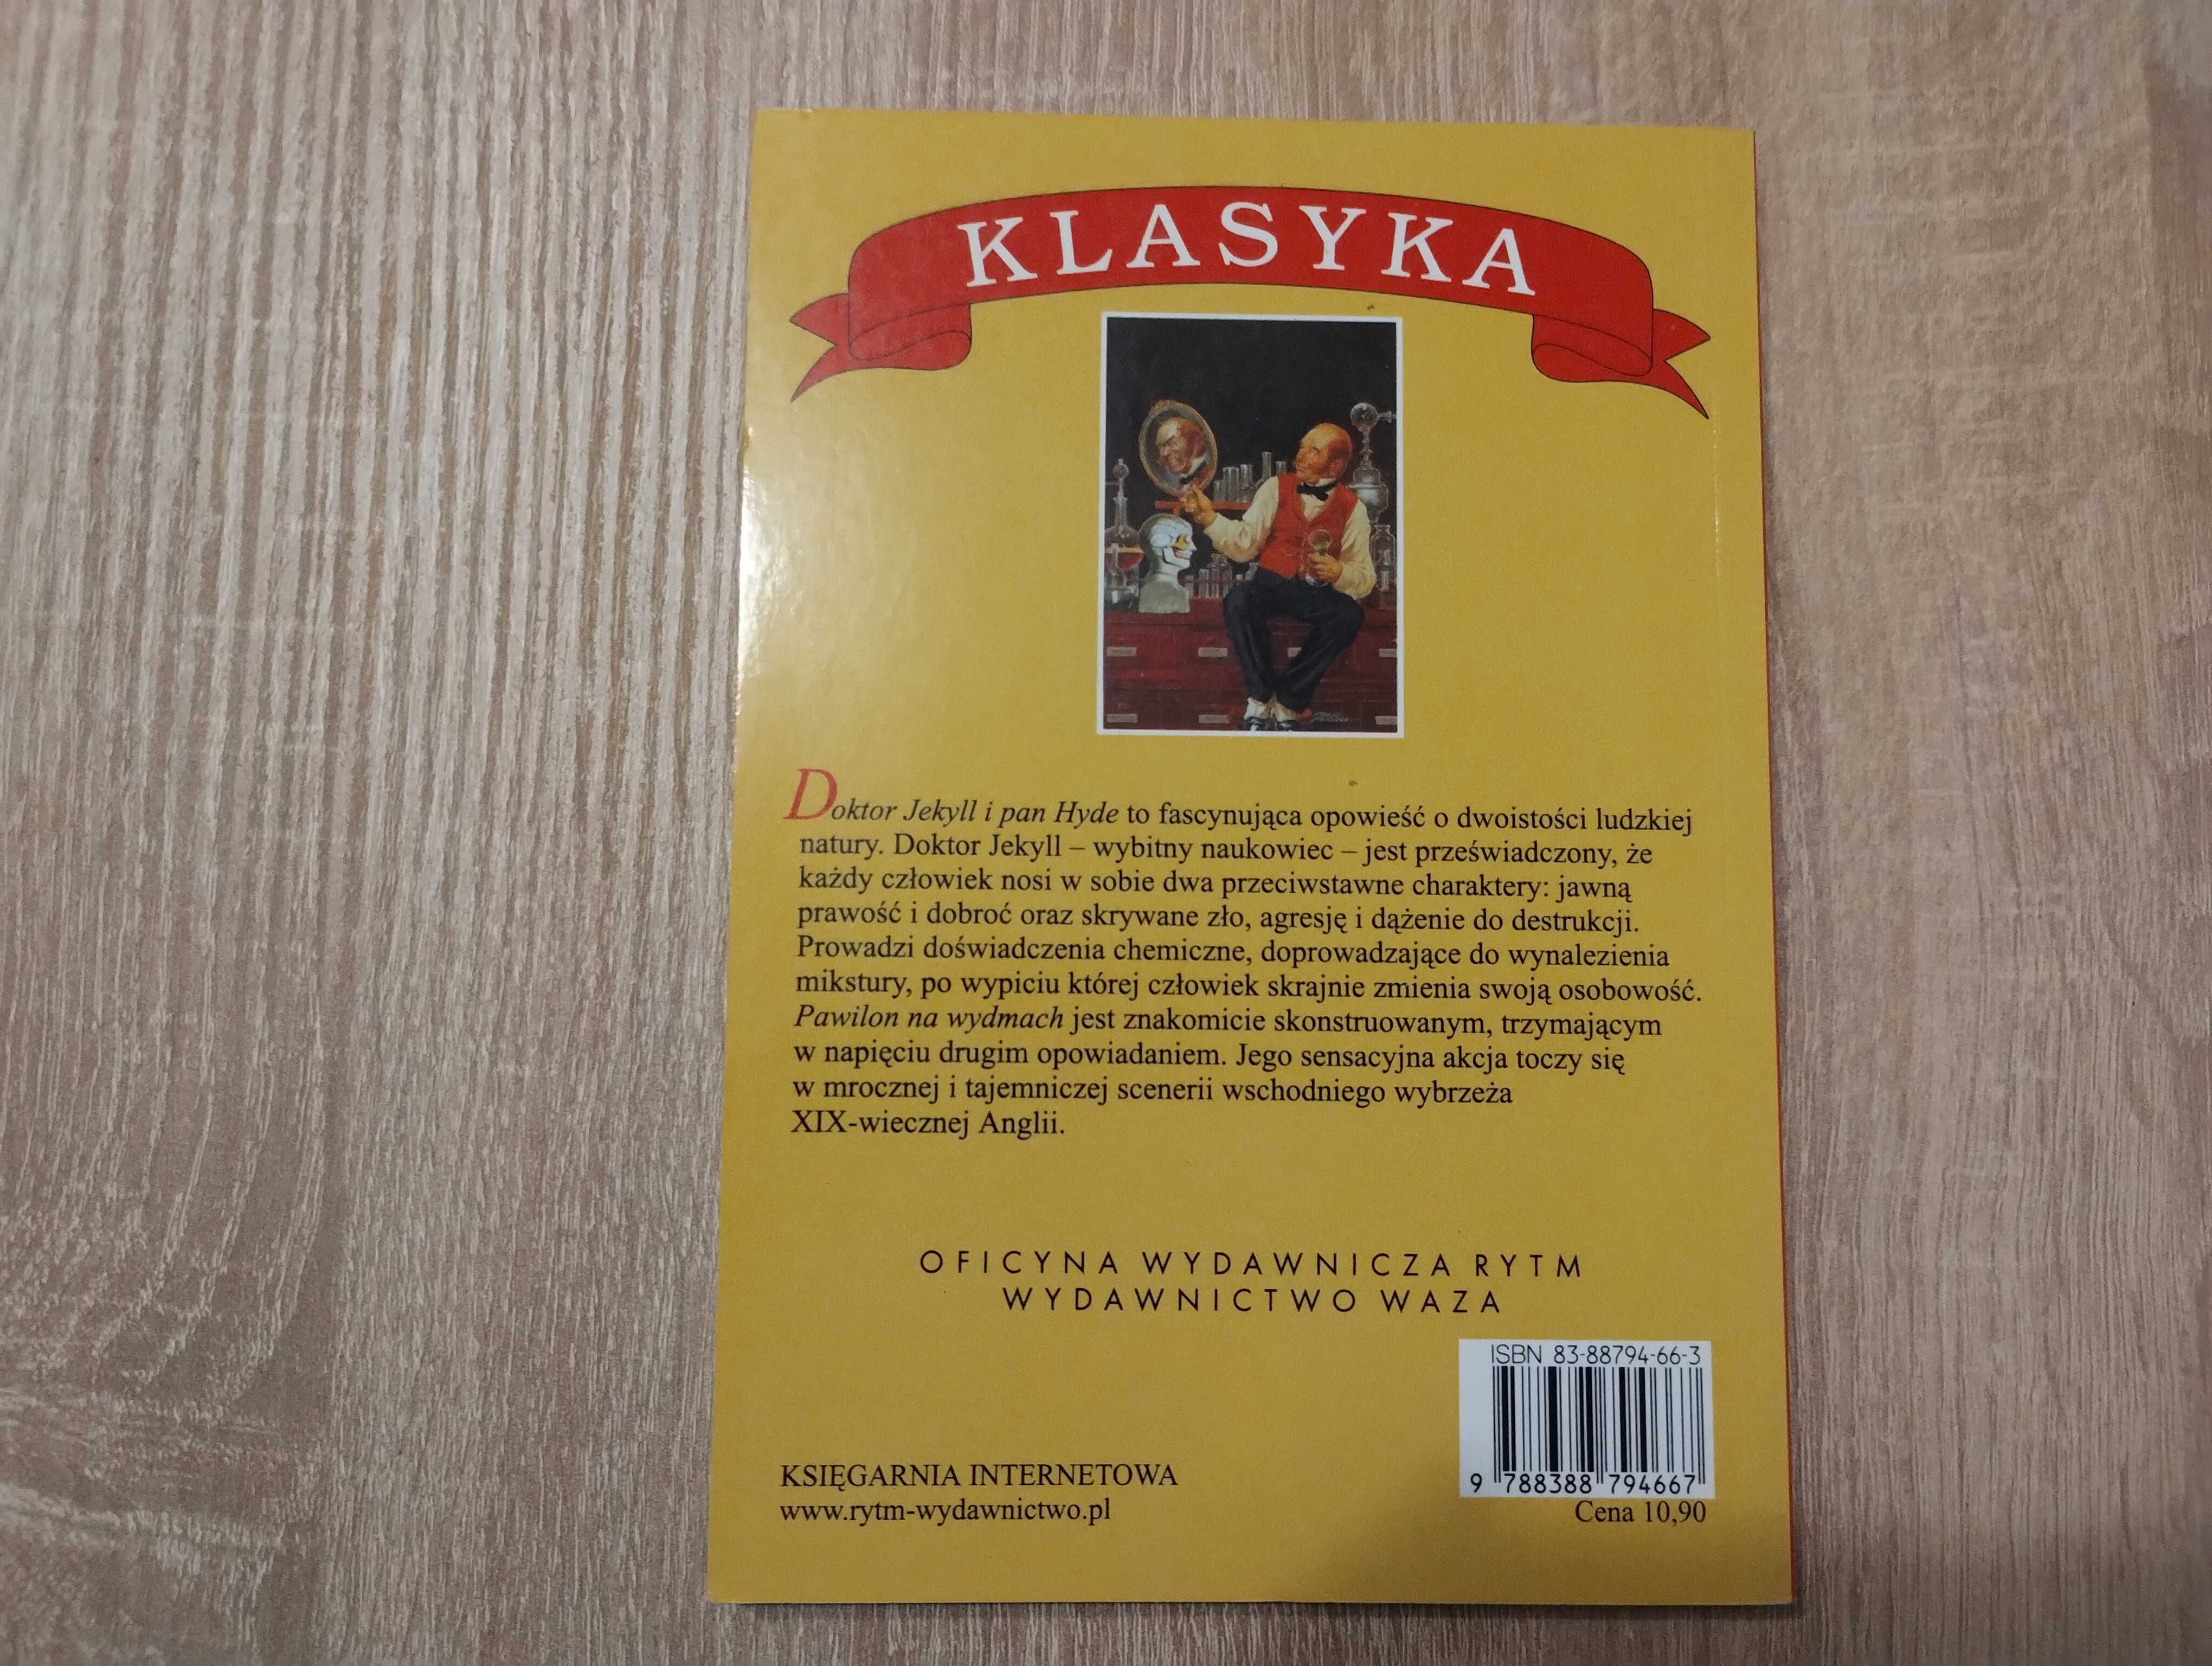 KLASYKA
Doktor Jekyll i pan Hyde to fascynująca opowieść o dwoistości ludzkiej
natury. Doktor Jekyll – wybitny naukowiec – jest przeświadczony, że
każdy człowiek nosi w sobie dwa przeciwstawne charaktery: jawną
prawość i dobroć oraz skrywane zło, agresję i dążenie do destrukcji.
Prowadzi doświadczenia chemiczne, doprowadzające do wynalezienia
mikstury, po wypiciu której człowiek skrajnie zmienia swoją osobowość.
Pawilon na wydmach jest znakomicie skonstruowanym, trzymającym
w napięciu drugim opowiadaniem. Jego sensacyjna akcja toczy się
w mrocznej i tajemniczej scenerii wschodniego wybrzeża
XIX-wiecznej Anglii.
OFICYNA WYDAWNICZA RYTM
WYDAWNICTWO WAZA
ISBN 83-88794-66-3
9 788388 794667
Cena 10,90
KSIĘGARNIA INTERNETOWA
www.rytm-wydawnictwo.pl